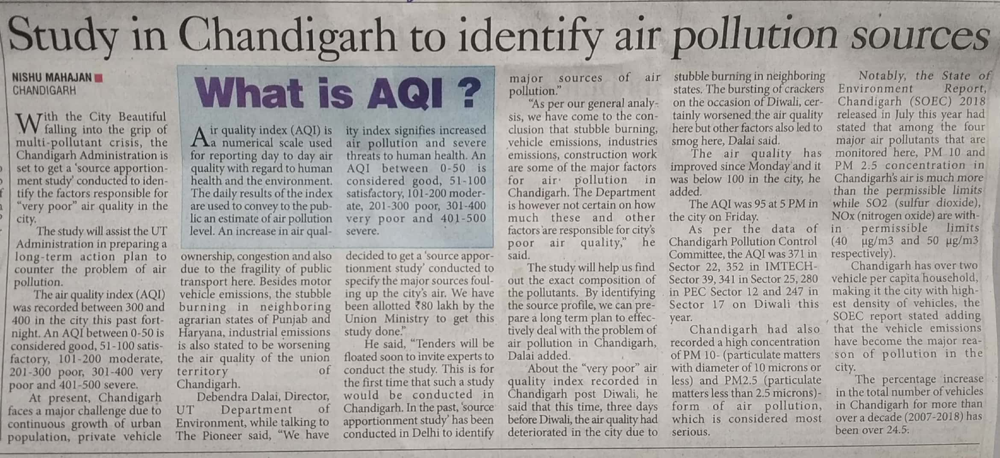 Study in Chandigarh to identify air pollution sources
NISHU MAHAJAN
CHANDIGARH
With the City Beautiful
falling into the grip of
multi-pollutant crisis, the
Chandigarh Administration is
set to get a ‘source apportion-
ment study’ conducted to iden-
tify the factors responsible for
“very poor” air quality in the
city.
The study will assist the UT
Administration in preparing a
long-term action plan to
counter the problem of air
pollution.
The air quality index (AQI)
was recorded between 300 and
400 in the city this past fort-
night. An AQI between 0-50 is
considered good, 51-100 satis-
factory, 101-200 moderate,
201-300 poor, 301-400 very
poor and 401-500 severe.
At present, Chandigarh
faces a major challenge due to
continuous growth of urban
population, private vehicle
What is AQI ?
Air quality index (AQI) is
a numerical scale used
for reporting day to day air
quality with regard to human
health and the environment.
The daily results of the index
are used to convey to the pub-
lic an estimate of air pollution
level. An increase in air qual-
ity index signifies increased
air pollution and severe
threats to human health. An
AQI between 0-50 is
considered good, 51-100
satisfactory, 101-200 moder-
ate, 201-300 poor, 301-400
very poor and 401-500
severe.
ownership, congestion and also
due to the fragility of public
transport here. Besides motor
vehicle emissions, the stubble
burning in neighboring
agrarian states of Punjab and
Haryana, industrial emissions
is also stated to be worsening
the air quality of the union
territory of
Chandigarh.
Debendra Dalai, Director,
UT Department of
Environment, while talking to
The Pioneer said, “We have
decided to get a ‘source appor-
tionment study’ conducted to
specify the major sources foul-
ing up the city’s air. We have
been allotted ₹80 lakh by the
Union Ministry to get this
study done.”
He said, “Tenders will be
floated soon to invite experts to
conduct the study. This is for
the first time that such a study
would be conducted in
Chandigarh. In the past, ‘source
apportionment study’ has been
conducted in Delhi to identify
major sources of air
pollution.”
“As per our general analy-
sis, we have come to the con-
clusion that stubble burning,
vehicle emissions, industries
emissions, construction work
are some of the major factors
for air pollution in
Chandigarh. The Department
is however not certain on how
much these and other
factors are responsible for city’s
poor air quality,” he
said.
The study will help us find
out the exact composition of
the pollutants. By identifying
the source profile, we can pre-
pare a long term plan to effec-
tively deal with the problem of
air pollution in Chandigarh,
Dalai added.
About the “very poor” air
quality index recorded in
Chandigarh post Diwali, he
said that this time, three days
before Diwali, the air quality had
deteriorated in the city due to
stubble burning in neighboring
states. The bursting of crackers
on the occasion of Diwali, cer-
tainly worsened the air quality
here but other factors also led to
smog here, Dalai said.
The air quality has
improved since Monday and it
was below 100 in the city, he
added.
The AQI was 95 at 5 PM in
the city on Friday.
As per the data of
Chandigarh Pollution Control
Committee, the AQI was 371 in
Sector 22, 352 in IMTECH-
Sector 39, 341 in Sector 25, 280
in PEC Sector 12 and 247 in
Sector 17 on Diwali this
year.
Chandigarh had also
recorded a high concentration
of PM 10- (particulate matters
with diameter of 10 microns or
less) and PM2.5 (particulate
matters less than 2.5 microns)-
form of air pollution,
which is considered most
serious.
Notably, the State of
Environment Report,
Chandigarh (SOEC) 2018
released in July this year had
stated that among the four
major air pollutants that are
monitored here, PM 10 and
PM 2.5 concentration in
Chandigarh’s air is much more
than the permissible limits
while SO2 (sulfur dioxide),
NOx (nitrogen oxide) are with-
in permissible limits
(40 µg/m3 and 50 µg/m3
respectively).
Chandigarh has over two
vehicle per capita household,
making it the city with high-
est density of vehicles, the
SOEC report stated adding
that the vehicle emissions
have become the major rea-
son of pollution in the
city.
The percentage increase
in the total number of vehicles
in Chandigarh for more than
over a decade (2007-2018) has
been over 24.5.